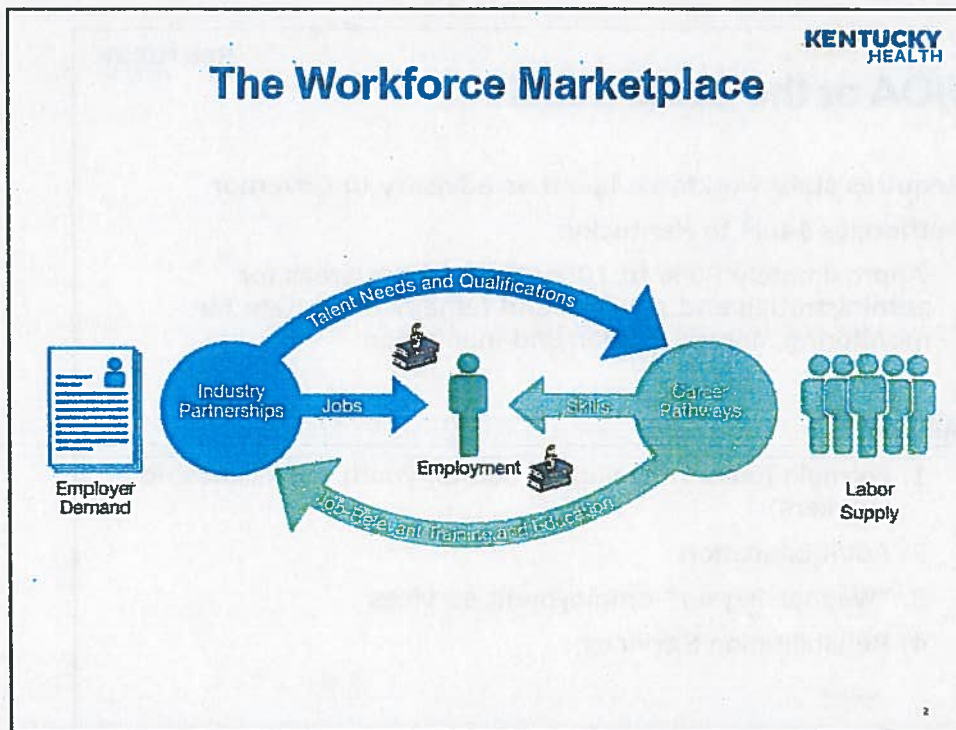 KENTUCKY
HEALTH
The Workforce Marketplace
Talent Needs and Qualifications
Industry
Partnerships
Jobs
Skills
Career
Pathways
Employment
Job-Relevant Training and Education
Employer
Demand
Labor
Supply
2